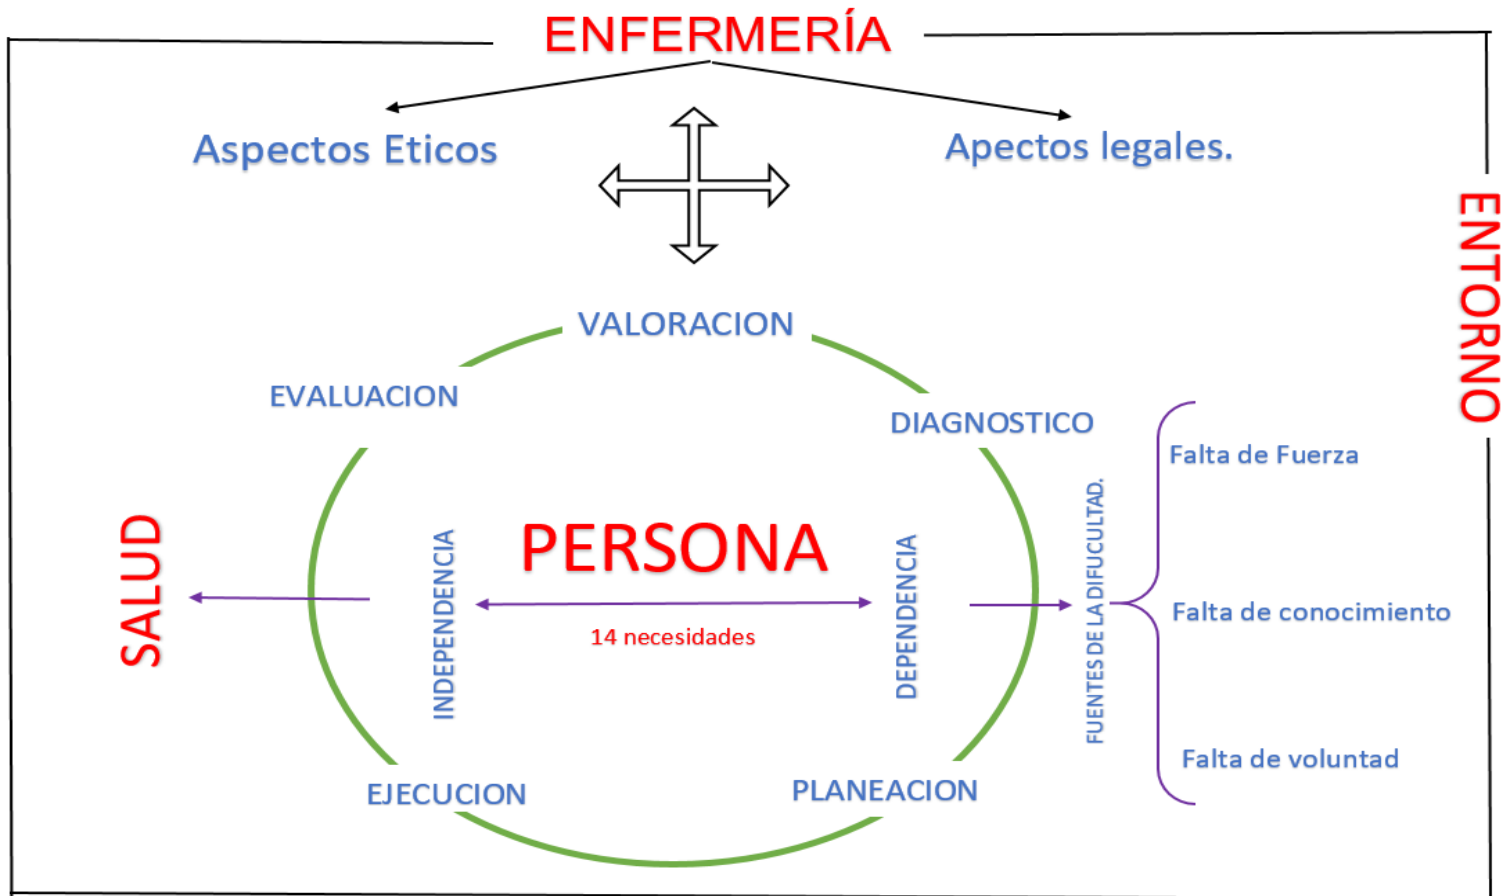 ENFERMERÍA
Aspectos Eticos
Apectos legales.
ENTORNO
VALORACION
EVALUACION
DIAGNOSTICO
Falta de Fuerza
SALUD
INDEPENDENCIA
PERSONA
14 necesidades
DEPENDENCIA
FUENTES DE LA DIFUCULTAD.
Falta de conocimiento
Falta de voluntad
EJECUCION
PLANEACION